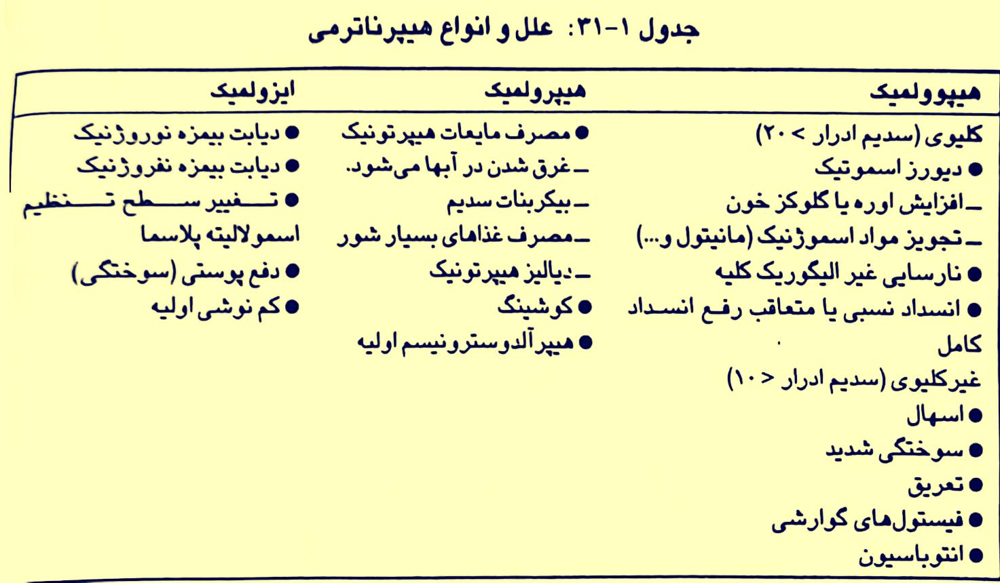 جدول ۱-۳۱: علل و انواع هیپرناترمی
هیپوولمیک
کلیوی (سدیم ادرار > ۲۰)
● دیورز اسموتیک
ـ افزایش اوره یا گلوکز خون
ـ تجویز مواد اسموژنیک (مانیتول و...)
● نارسایی غیر الیگوریک کلیه
● انسداد نسبی یا متعاقب رفع انسداد
کامل
غیرکلیوی (سدیم ادرار < ۱۰)
● اسهال
● سوختگی شدید
● تعریق
● فیستول‌های گوارشی
● انتوباسیون
هیپرولمیک
● مصرف مایعات هیپرتونیک
ـ غرق شدن در آبها می‌شود.
ـ بیکربنات سدیم
ـ مصرف غذاهای بسیار شور
ـ دیالیز هیپرتونیک
● کوشینگ
● هیپرآلدوسترونیسم اولیه
ایزولمیک
● دیابت بیمزه نوروژنیک
● دیابت بیمزه نفروژنیک
● تغییر سطح تنظیم
اسمولالیته پلاسما
● دفع پوستی (سوختگی)
● کم نوشی اولیه